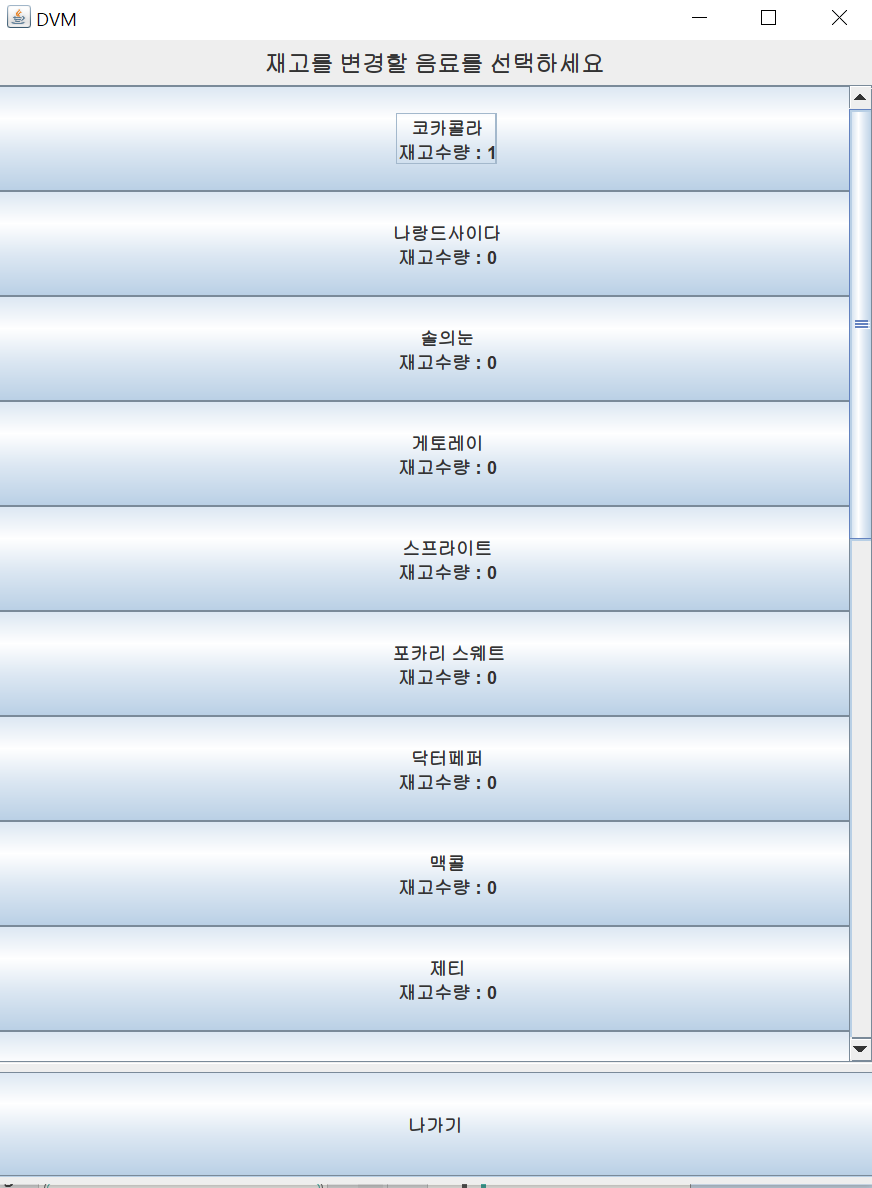 DVM
재고를 변경할 음료를 선택하세요
코카콜라
재고수량 : 1
나랑드사이다
재고수량 : 0
솔의눈
재고수량 : 0
게토레이
재고수량 : 0
스프라이트
재고수량 : 0
포카리 스웨트
재고수량 : 0
닥터페퍼
재고수량 : 0
맥콜
재고수량 : 0
제티
재고수량 : 0
나가기